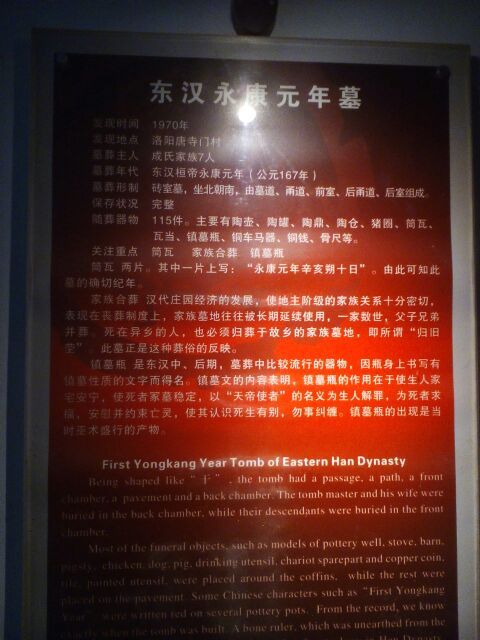 东汉永康元年墓
发现时间 1970年
发现地点 洛阳唐寺门村
墓葬主人 成氏家族7人
墓葬年代 东汉桓帝永康元年（公元167年）
墓葬形制 砖室墓，坐北朝南，由墓道、甬道、前室、后甬道、后室组成。
保存状况 完整
随葬器物 115件。主要有陶壶、陶罐、陶鼎、陶仓、猪圈、筒瓦、
瓦当、镇墓瓶、铜车马器、铜钱、骨尺等。
关注重点 筒瓦 家族合葬 镇墓瓶
筒瓦 两片。其中一片上写：“永康元年辛亥朔十日”。由此可知此
墓的确切纪年。
家族合葬 汉代庄园经济的发展，使地主阶级的家族关系十分密切，
表现在丧葬制度上，家族墓地往往被长期延续使用，一家数世，父子兄弟
并葬。死在异乡的人，也必须归葬于故乡的家族墓地，即所谓“归旧
茔”。此墓正是这种葬俗的反映。
镇墓瓶 是东汉中、后期，墓葬中比较流行的器物，因瓶身上书写有
镇墓性质的文字而得名。镇墓文的内容表明，镇墓瓶的作用在于使生人家
宅安宁，使死者冢墓稳定，以“天帝使者”的名义为生人解罪，为死者求
福，安慰并约束亡灵，使其认识死生有别，勿事纠缠。镇墓瓶的出现是当
时巫术盛行的产物。
First Yongkang Year Tomb of Eastern Han Dynasty
Being shaped like “ ”, the tomb had a passage, a path, a front
chamber, a pavement and a back chamber. The tomb master and his wife were
buried in the back chamber, while their descendants were buried in the front
chamber.
Most of the funeral objects, such as models of pottery well, stove, barn,
pigsty, chicken, dog, pig, drinking utensil, chariot sparepart and copper coin,
tile, painted utensil, were placed around the coffins, while the rest were
placed on the pavement. Some Chinese characters such as “First Yongkang
Year” were written red on several pottery pots. From the record, we know
exactly when the tomb was built. A bone ruler, which was unearthed from the
Han Dynasty